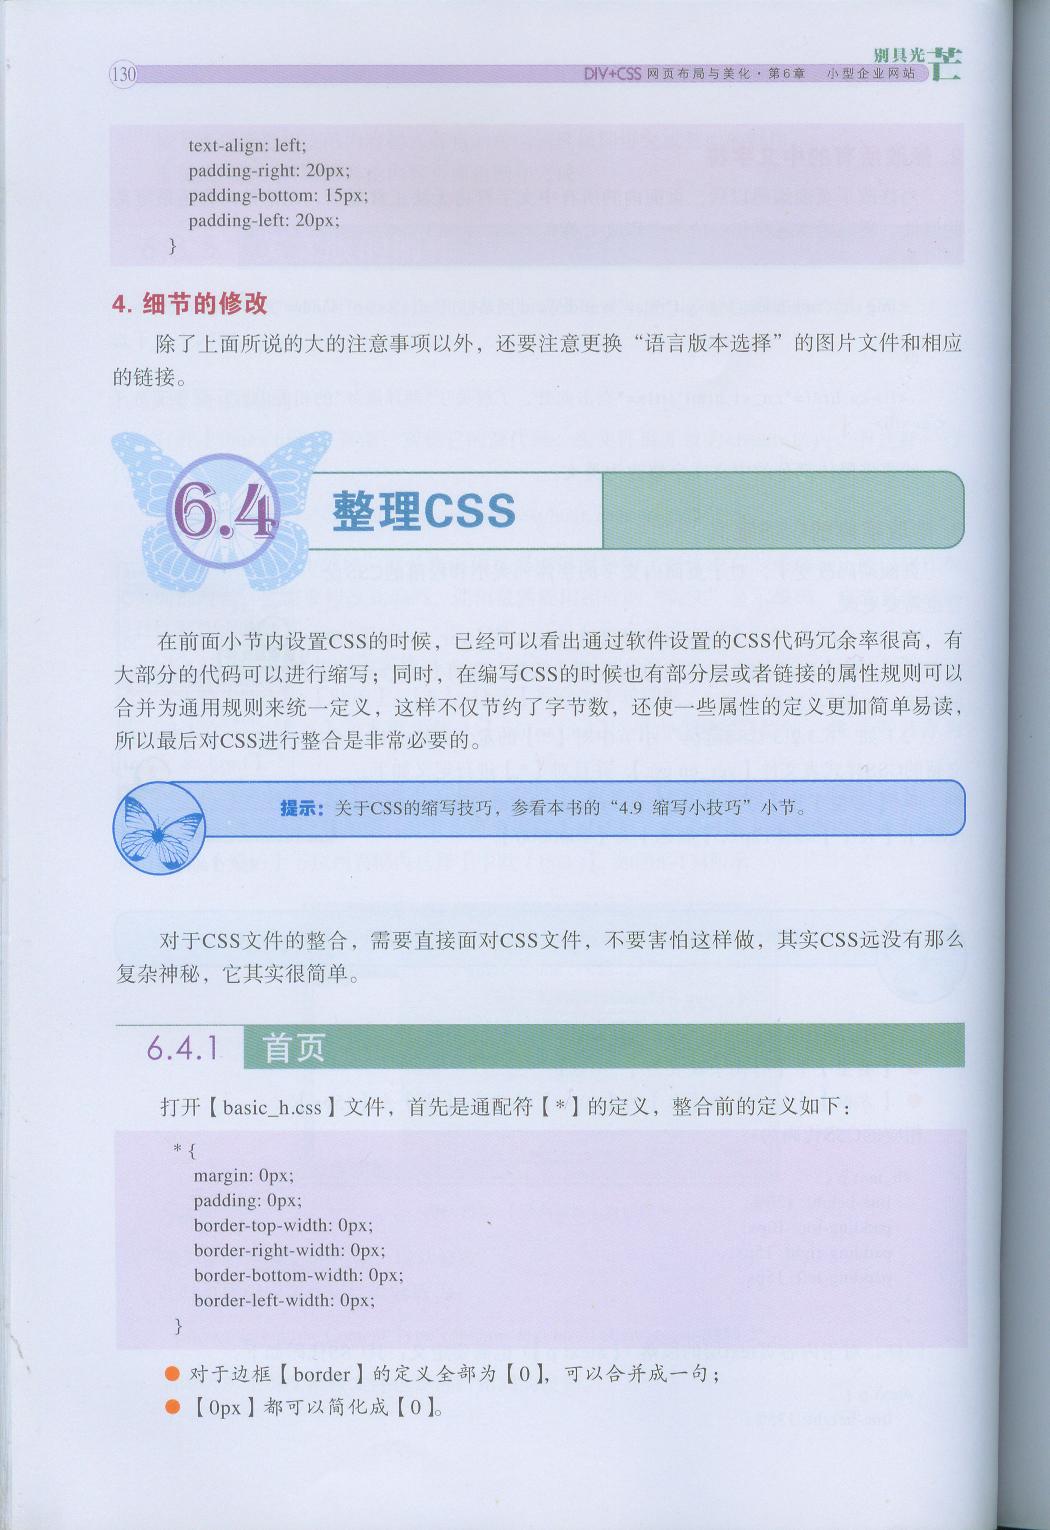 130
别具光芒
DIV+CSS 网页布局与美化·第6章 小型企业网站
text-align: left;
padding-right: 20px;
padding-bottom: 15px;
padding-left: 20px;
}
4. 细节的修改
除了上面所说的大的注意事项以外，还要注意更换“语言版本选择”的图片文件和相应
的链接。
6.4 整理CSS
在前面小节内设置CSS的时候，已经可以看出通过软件设置的CSS代码冗余率很高，有
大部分的代码可以进行缩写；同时，在编写CSS的时候也有部分层或者链接的属性规则可以
合并为通用规则来统一定义，这样不仅节约了字节数，还使一些属性的定义更加简单易读，
所以最后对CSS进行整合是非常必要的。
提示：关于CSS的缩写技巧，参看本书的“4.9 缩写小技巧”小节。
对于CSS文件的整合，需要直接面对CSS文件，不要害怕这样做，其实CSS远没有那么
复杂神秘，它其实很简单。
6.4.1 首页
打开【basic_h.css】文件，首先是通配符【*】的定义，整合前的定义如下：
* {
margin: 0px;
padding: 0px;
border-top-width: 0px;
border-right-width: 0px;
border-bottom-width: 0px;
border-left-width: 0px;
}
● 对于边框【border】的定义全部为【0】，可以合并成一句；
● 【0px】都可以简化成【0】。